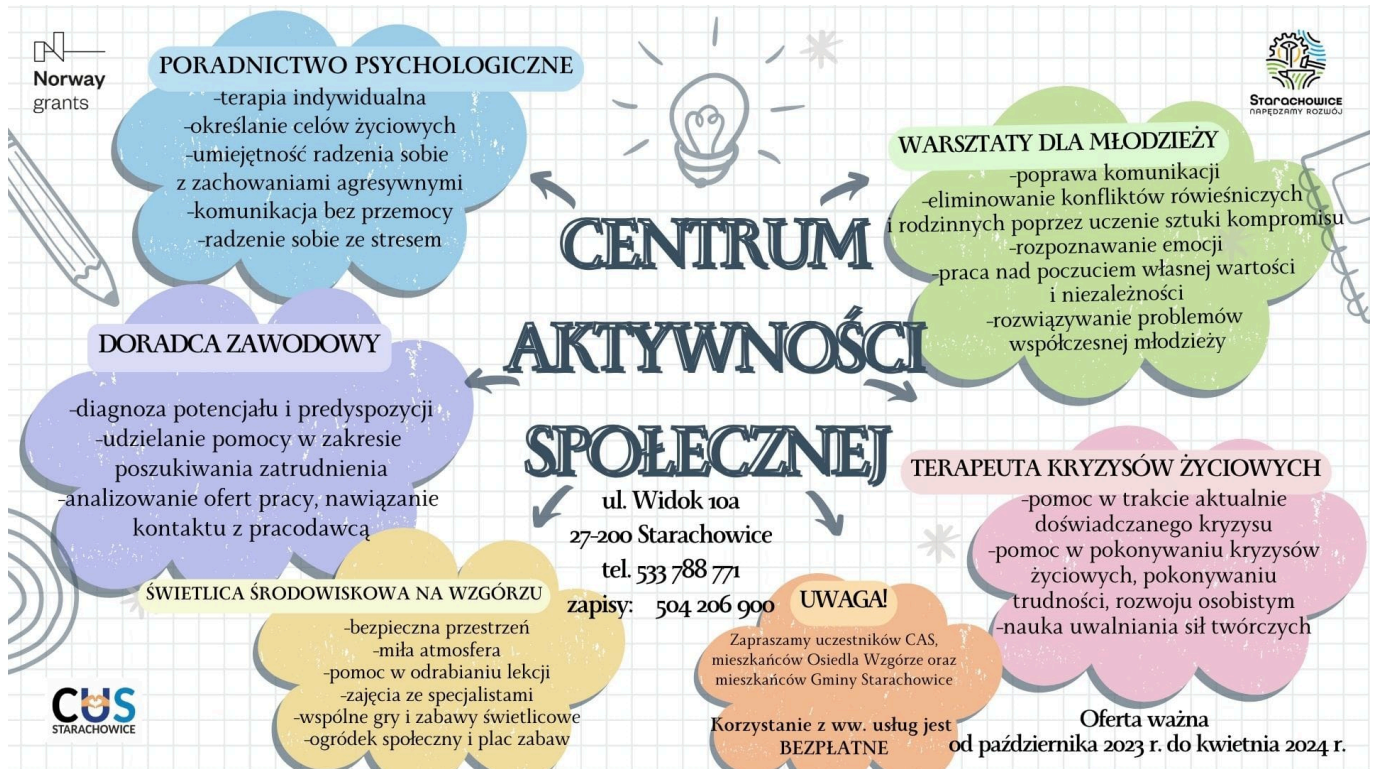 Norway
grants
PORADNICTWO PSYCHOLOGICZNE
-terapia indywidualna
-określanie celów życiowych
-umiejętność radzenia sobie
z zachowaniami agresywnymi
-komunikacja bez przemocy
-radzenie sobie ze stresem
DORADCA ZAWODOWY
-diagnoza potencjału i predyspozycji
-udzielanie pomocy w zakresie
poszukiwania zatrudnienia
-analizowanie ofert pracy, nawiązanie
kontaktu z pracodawcą
ŚWIETLICA ŚRODOWISKOWA NA WZGÓRZU
-bezpieczna przestrzeń
-miła atmosfera
-pomoc w odrabianiu lekcji
-zajęcia ze specjalistami
-wspólne gry i zabawy świetlicowe
-ogródek społeczny i plac zabaw
CUS
STARACHOWICE
CENTRUM
AKTYWNOŚCI
SPOŁECZNEJ
ul. Widok 10a
27-200 Starachowice
tel. 533 788 771
zapisy: 504 206 900
Starachowice
NAPĘDZAMY ROZWÓJ
WARSZTATY DLA MŁODZIEŻY
-poprawa komunikacji
-eliminowanie konfliktów rówieśniczych
i rodzinnych poprzez uczenie sztuki kompromisu
-rozpoznawanie emocji
-praca nad poczuciem własnej wartości
i niezależności
-rozwiązywanie problemów
współczesnej młodzieży
TERAPEUTA KRYZYSÓW ŻYCIOWYCH
-pomoc w trakcie aktualnie
doświadczanego kryzysu
-pomoc w pokonywaniu kryzysów
życiowych, pokonywaniu
trudności, rozwoju osobistym
-nauka uwalniania sił twórczych
UWAGA!
Zapraszamy uczestników CAS,
mieszkańców Osiedla Wzgórze oraz
mieszkańców Gminy Starachowice
Korzystanie z ww. usług jest
BEZPŁATNE
Oferta ważna
od października 2023 r. do kwietnia 2024 r.